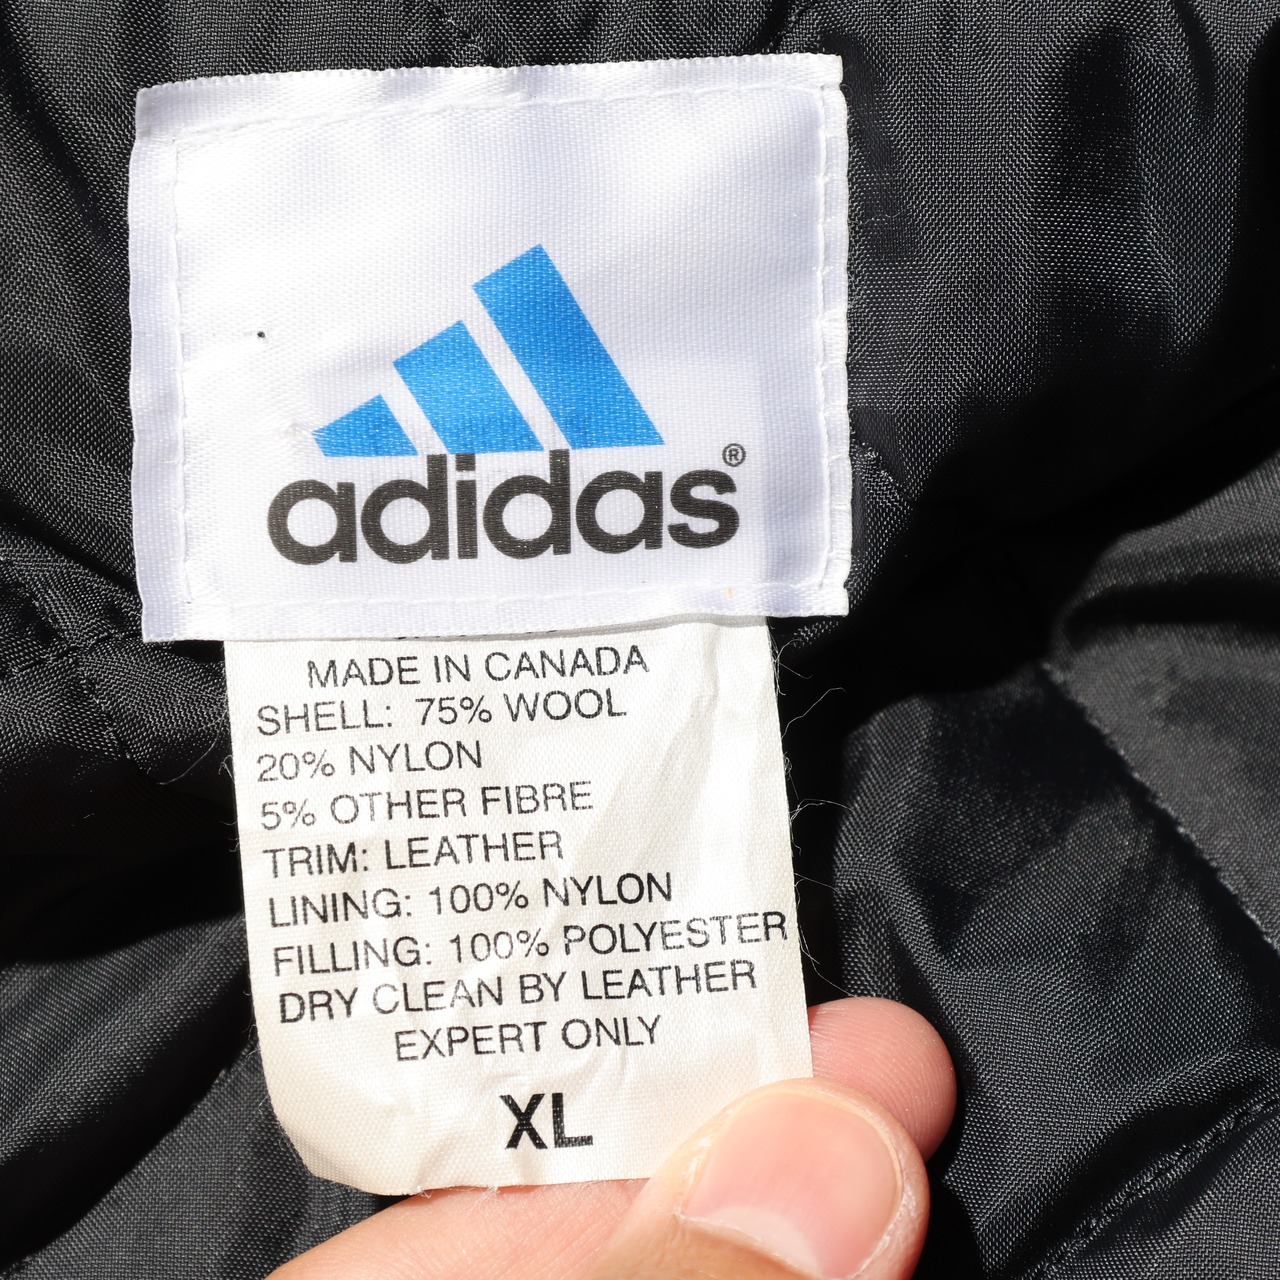 adidas®
MADE IN CANADA
SHELL: 75% WOOL
20% NYLON
5% OTHER FIBRE
TRIM: LEATHER
LINING: 100% NYLON
FILLING: 100% POLYESTER
DRY CLEAN BY LEATHER
EXPERT ONLY
XL